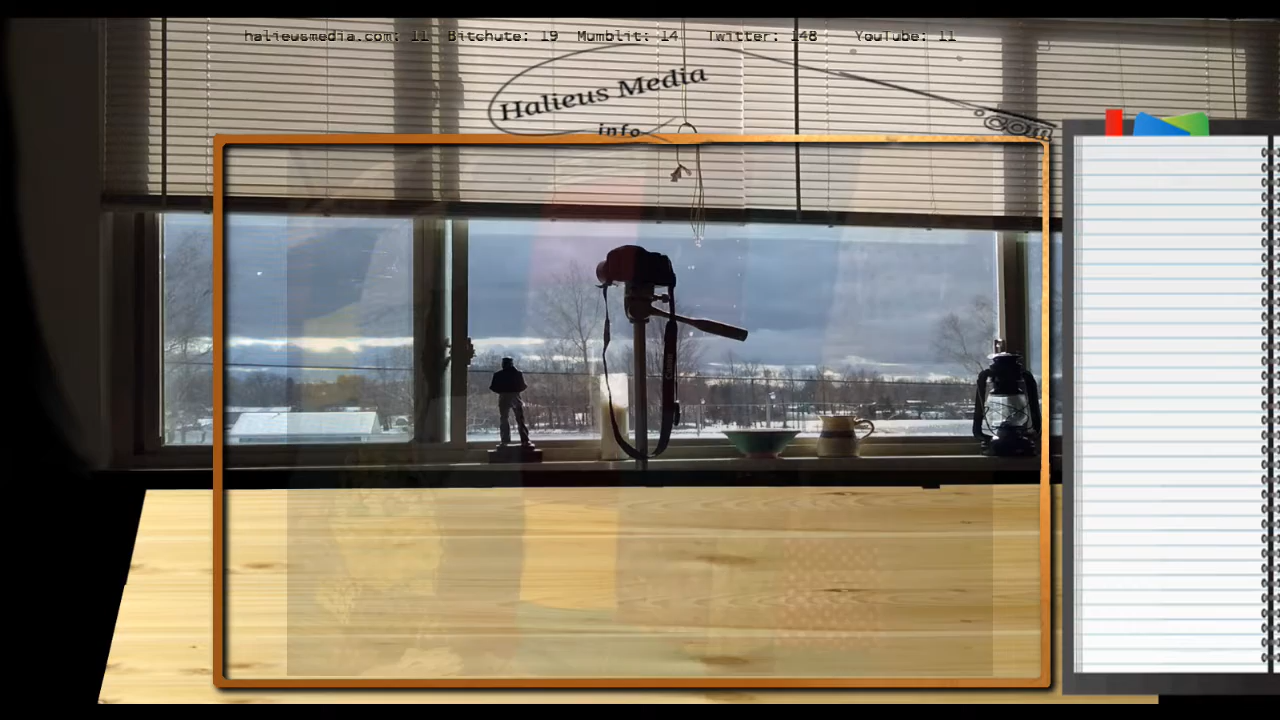 halieusmedia.com: 11 Bitchute: 19 Mumblit: 14 Twitter: 148 YouTube: 11
Halieus Media
info
.com